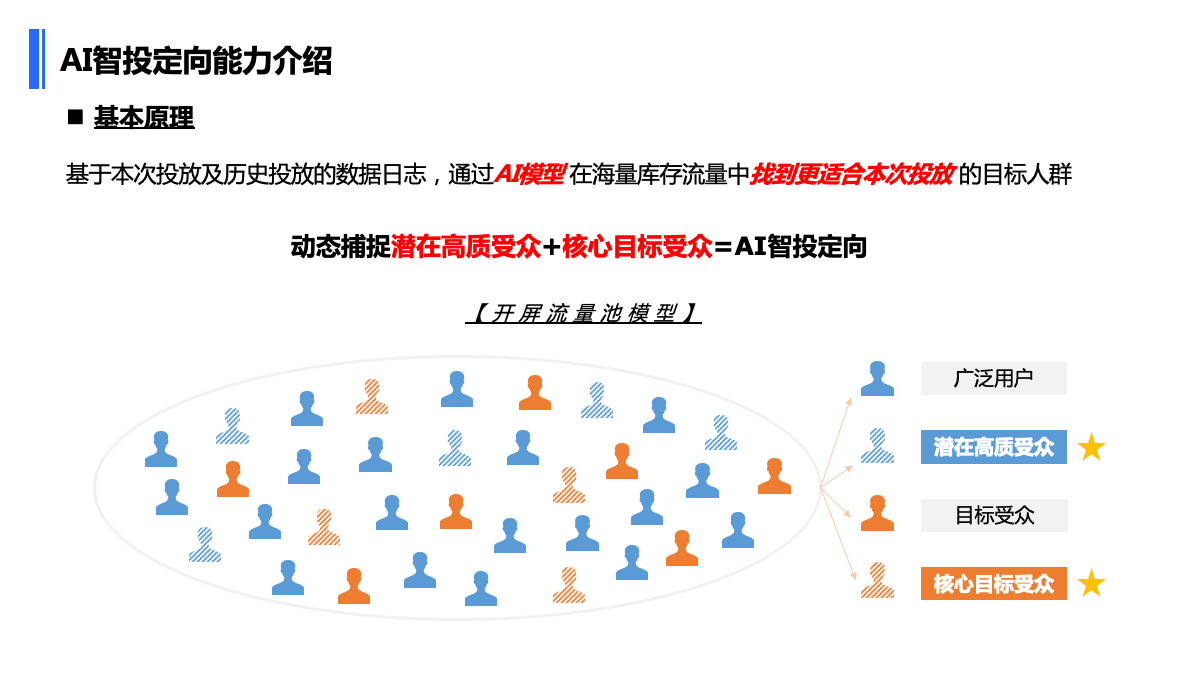 AI智投定向能力介绍
■ 基本原理
基于本次投放及历史投放的数据日志，通过AI模型在海量库存流量中找到更适合本次投放的目标人群
动态捕捉潜在高质受众+核心目标受众=AI智投定向
【开屏流量池模型】
广泛用户
潜在高质受众
目标受众
核心目标受众